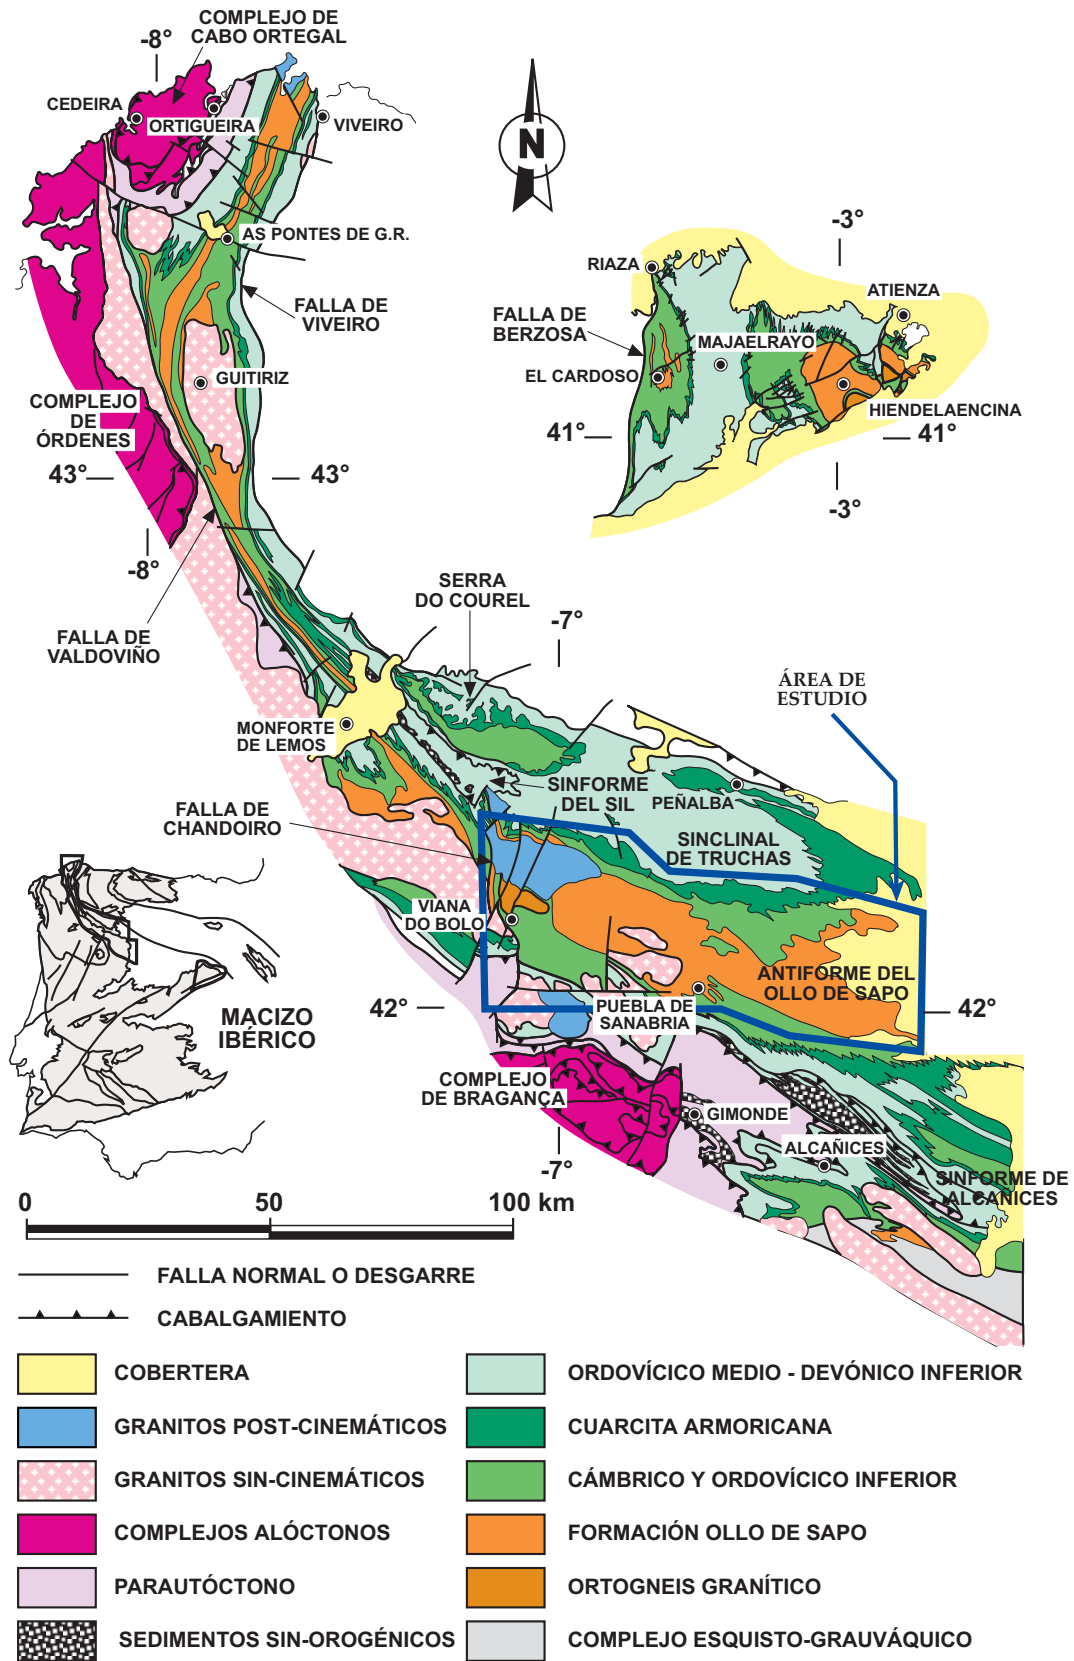 COMPLEJO DE
CABO ORTEGAL
-8°
CEDEIRA
ORTIGUEIRA
VIVEIRO
N
AS PONTES DE G.R.
FALLA DE
VIVEIRO
GUITIRIZ
COMPLEJO
DE
ÓRDENES
43°
43°
-8°
FALLA DE
VALDOVIÑO
-3°
RIAZA
ATIENZA
FALLA DE
BERZOSA
MAJAELRAYO
EL CARDOSO
HIENDELAENCINA
41°
41°
-3°
SERRA
DO COUREL
-7°
ÁREA DE
ESTUDIO
MONFORTE
DE LEMOS
SINFORME
DEL SIL
PEÑALBA
FALLA DE
CHANDOIRO
SINCLINAL
DE TRUCHAS
VIANA
DO BOLO
ANTIFORME DEL
OLLO DE SAPO
42°
PUEBLA DE
SANABRIA
42°
MACIZO
IBÉRICO
COMPLEJO
DE BRAGANÇA
GIMONDE
ALCAÑICES
-7°
SINFORME DE
ALCAÑICES
0 50 100 km
FALLA NORMAL O DESGARRE
CABALGAMIENTO
COBERTERA
GRANITOS POST-CINEMÁTICOS
GRANITOS SIN-CINEMÁTICOS
COMPLEJOS ALÓCTONOS
PARAUTÓCTONO
SEDIMENTOS SIN-OROGÉNICOS
ORDOVÍCICO MEDIO - DEVÓNICO INFERIOR
CUARCITA ARMORICANA
CÁMBRICO Y ORDOVÍCICO INFERIOR
FORMACIÓN OLLO DE SAPO
ORTOGNEIS GRANÍTICO
COMPLEJO ESQUISTO-GRAUVÁQUICO